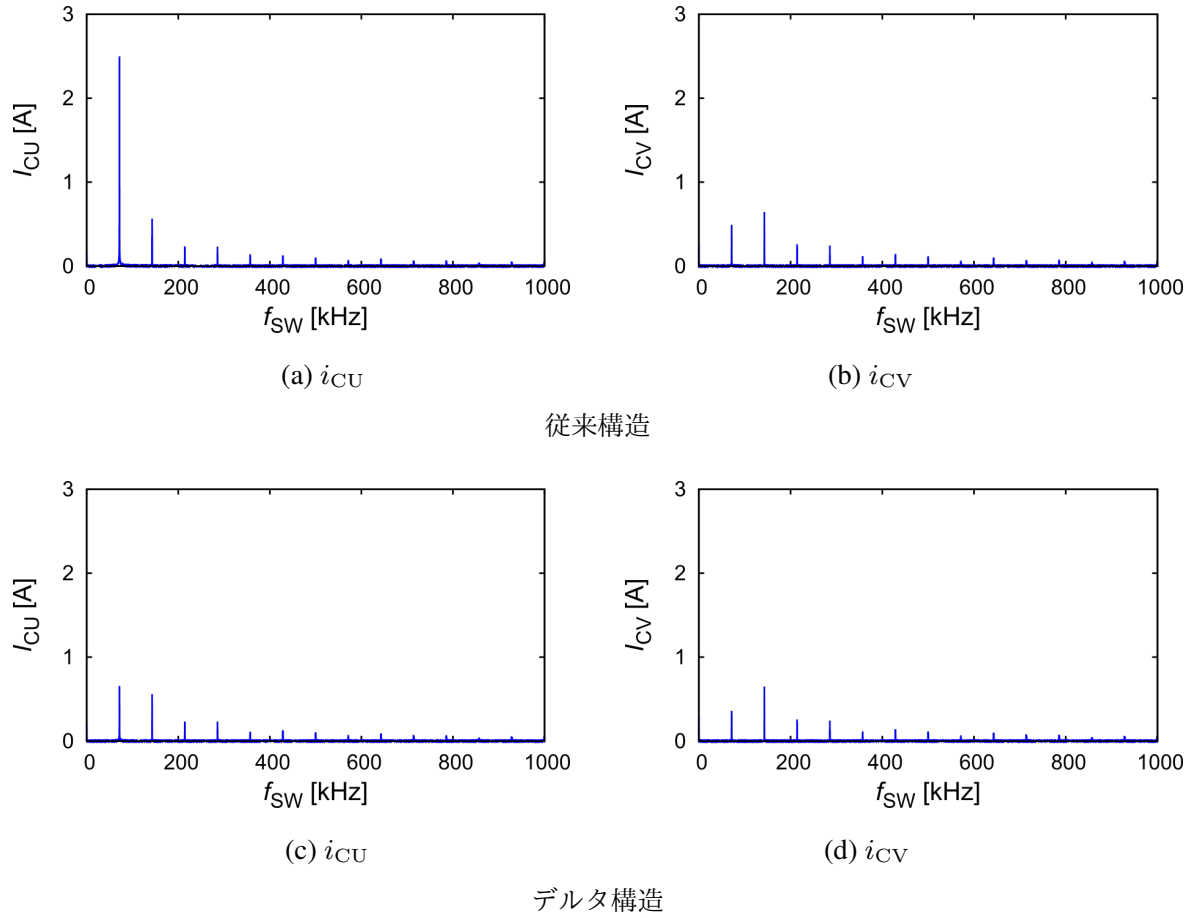 3
2
1
0
I_CU [A]
0 200 400 600 800 1000
f_SW [kHz]
(a) i_CU
3
2
1
0
I_CV [A]
0 200 400 600 800 1000
f_SW [kHz]
(b) i_CV
従来構造
3
2
1
0
I_CU [A]
0 200 400 600 800 1000
f_SW [kHz]
(c) i_CU
3
2
1
0
I_CV [A]
0 200 400 600 800 1000
f_SW [kHz]
(d) i_CV
デルタ構造